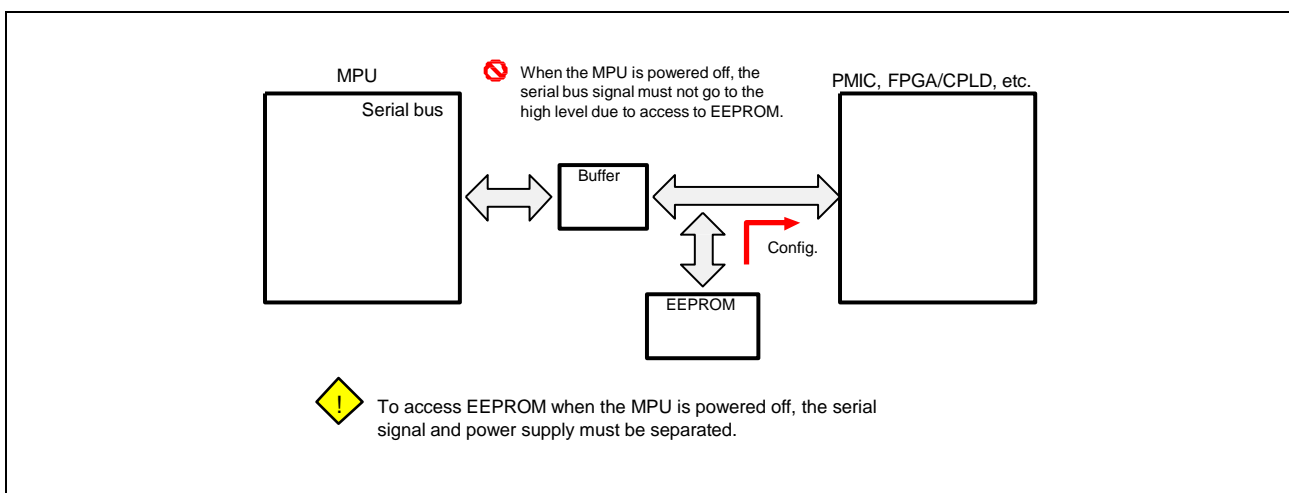 MPU
Serial bus
When the MPU is powered off, the
serial bus signal must not go to the
high level due to access to EEPROM.
PMIC, FPGA/CPLD, etc.
Buffer
Config.
EEPROM
!
To access EEPROM when the MPU is powered off, the serial
signal and power supply must be separated.